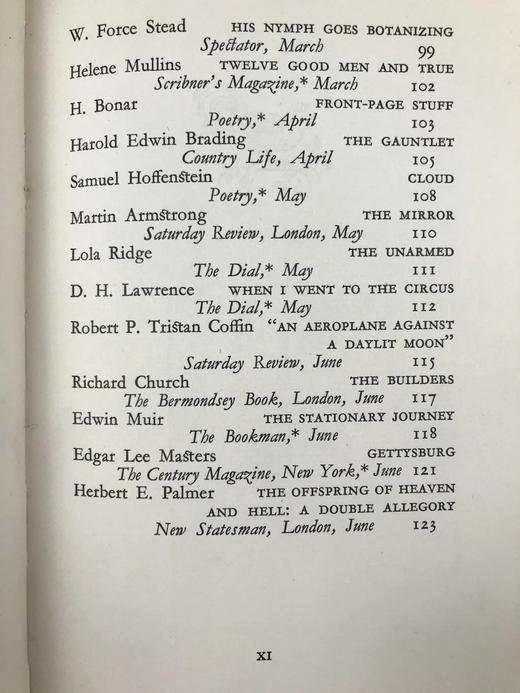 W. Force Stead HIS NYMPH GOES BOTANIZING
Spectator, March 99
Helene Mullins TWELVE GOOD MEN AND TRUE
Scribner's Magazine,* March 102
H. Bonar FRONT-PAGE STUFF
Poetry,* April 103
Harold Edwin Brading THE GAUNTLET
Country Life, April 105
Samuel Hoffenstein CLOUD
Poetry,* May 108
Martin Armstrong THE MIRROR
Saturday Review, London, May 110
Lola Ridge THE UNARMED
The Dial,* May 111
D. H. Lawrence WHEN I WENT TO THE CIRCUS
The Dial,* May 112
Robert P. Tristan Coffin "AN AEROPLANE AGAINST
A DAYLIT MOON"
Saturday Review, June 115
Richard Church THE BUILDERS
The Bermondsey Book, London, June 117
Edwin Muir THE STATIONARY JOURNEY
The Bookman,* June 118
Edgar Lee Masters GETTYSBURG
The Century Magazine, New York,* June 121
Herbert E. Palmer THE OFFSPRING OF HEAVEN
AND HELL: A DOUBLE ALLEGORY
New Statesman, London, June 123
XI